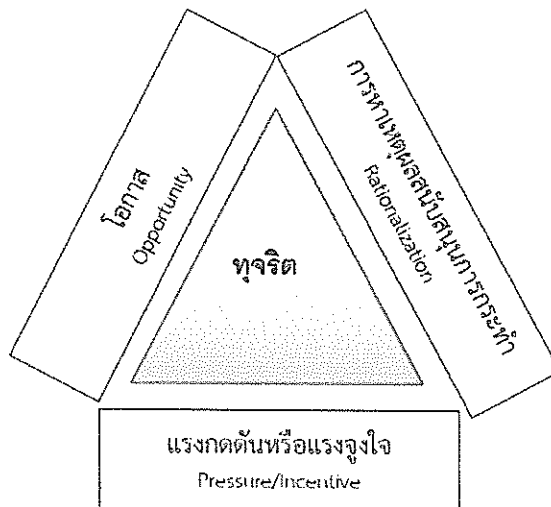 โอกาส
Opportunity
การหาเหตุผลสนับสนุนการกระทำ
Rationalization
ทุจริต
แรงกดดันหรือแรงจูงใจ
Pressure/Incentive